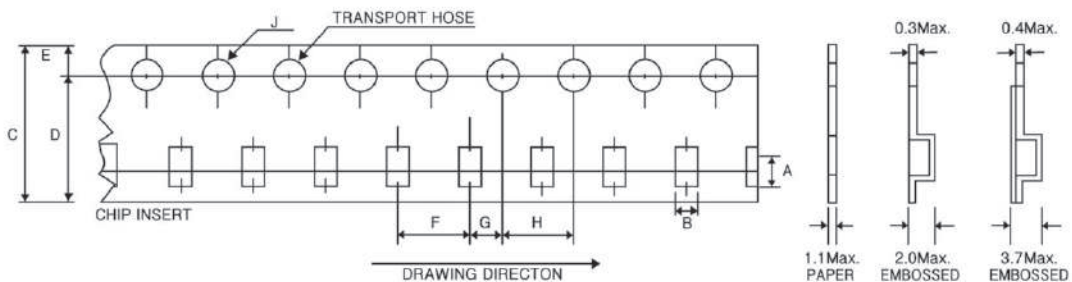 J
TRANSPORT HOSE
E
C
D
A
CHIP INSERT
F
G
H
B
DRAWING DIRECTON
0.3Max.
0.4Max.
1.1Max.
PAPER
2.0Max.
EMBOSSED
3.7Max.
EMBOSSED